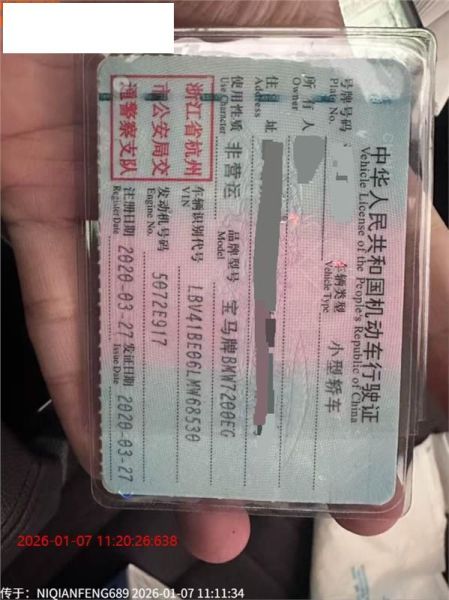 中华人民共和国机动车行驶证
Vehicle License of the People's Republic of China
号牌号码
Plate No.
车辆类型 小型轿车
Vehicle Type
所有人
Owner
住址
Address
使用性质 非营运 品牌型号 宝马牌BMW7200EG
Use Character Model
浙江省杭州
市公安局交
通警察支队
车辆识别代号 LBV41BE06LMW68530
VIN
发动机号码 5072E917
Engine No.
注册日期 2020-03-27 发证日期 2020-03-27
Register Date Issue Date
2026-01-07 11:20:26:638
传于：NIQIANFENG689 2026-01-07 11:11:34